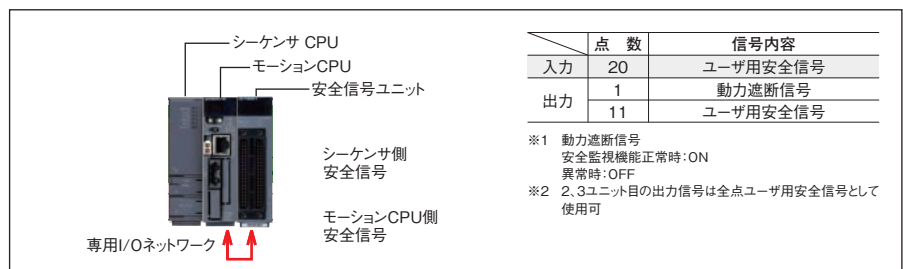 シーケンサ CPU
モーションCPU
安全信号ユニット
シーケンサ側
安全信号
モーションCPU側
安全信号
専用I/Oネットワーク
点 数 信号内容
入力 20 ユーザ用安全信号
出力 1 動力遮断信号
11 ユーザ用安全信号
※1 動力遮断信号
安全監視機能正常時：ON
異常時：OFF
※2 2、3ユニット目の出力信号は全点ユーザ用安全信号として
使用可